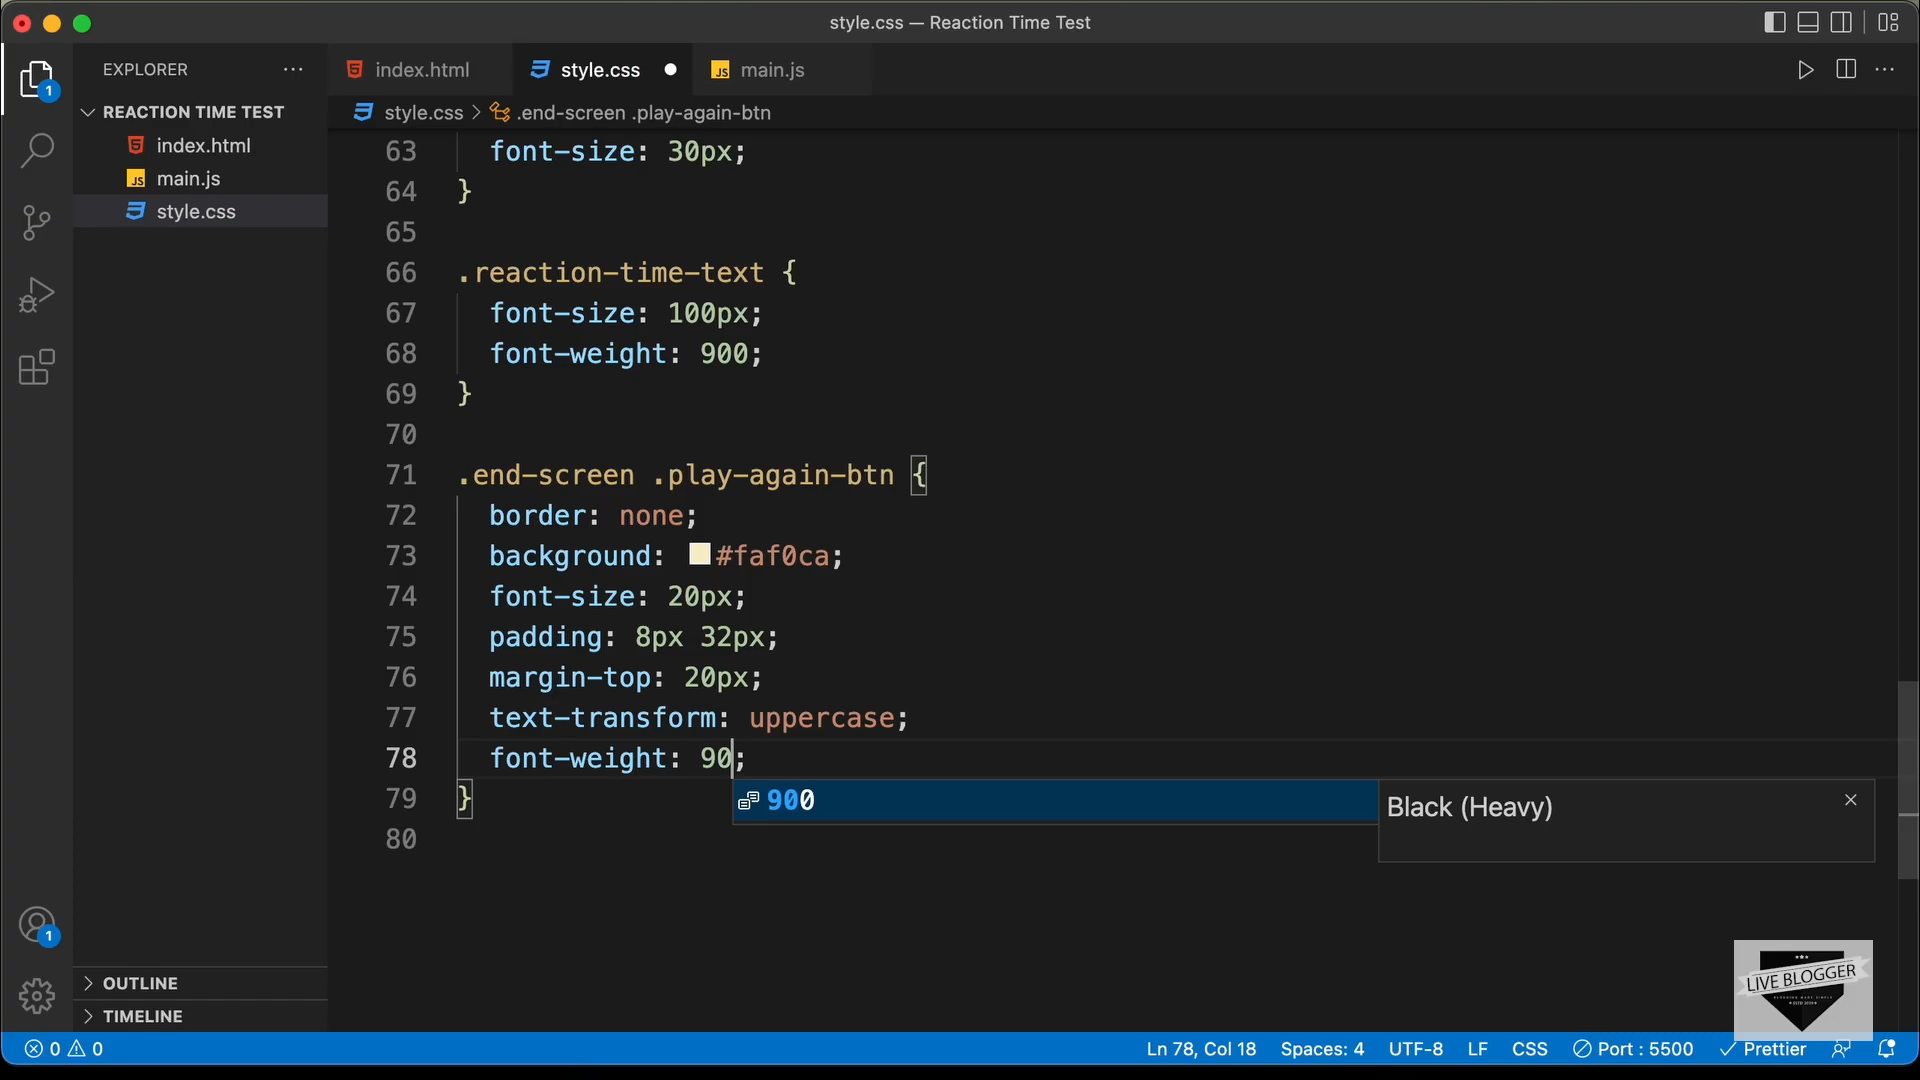 style.css — Reaction Time Test
EXPLORER
REACTION TIME TEST
index.html
main.js
style.css
OUTLINE
TIMELINE
index.html
style.css
main.js
style.css > .end-screen .play-again-btn
63 font-size: 30px;
64 }
65
66 .reaction-time-text {
67 font-size: 100px;
68 font-weight: 900;
69 }
70
71 .end-screen .play-again-btn {
72 border: none;
73 background: #faf0ca;
74 font-size: 20px;
75 padding: 8px 32px;
76 margin-top: 20px;
77 text-transform: uppercase;
78 font-weight: 90;
79 }
80
900
Black (Heavy)
1
1
LIVE BLOGGER
0 0
Ln 78, Col 18 Spaces: 4 UTF-8 LF CSS Port : 5500 Prettier